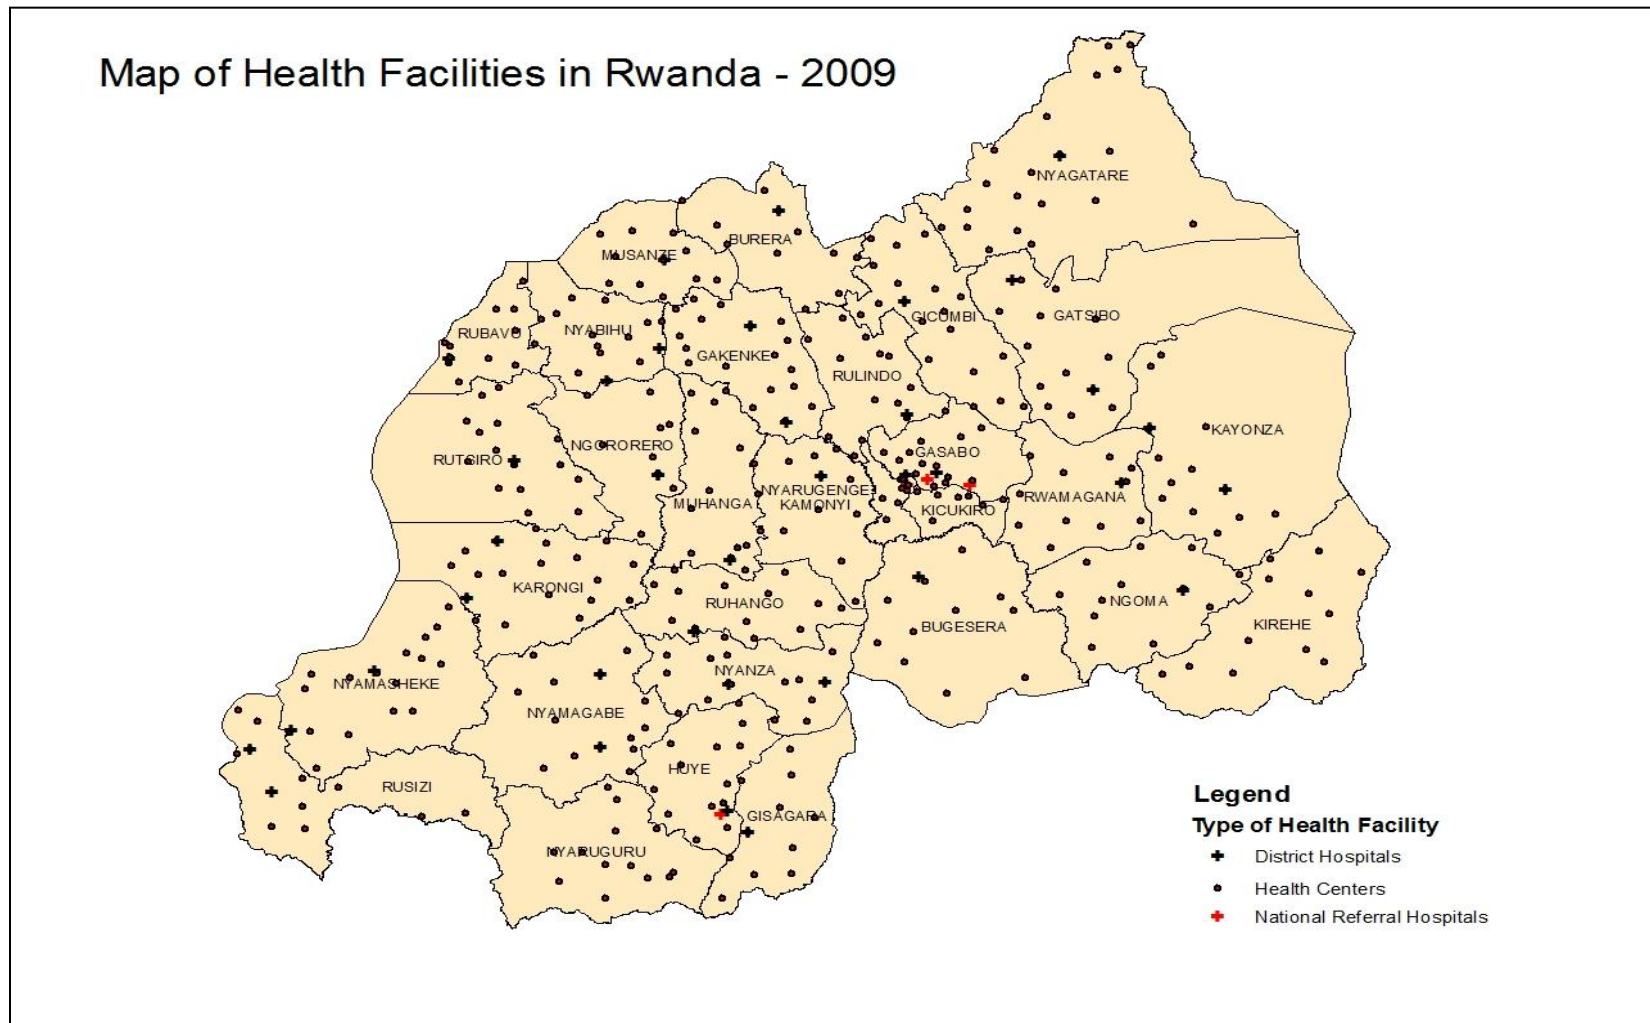 Map of Health Facilities in Rwanda - 2009
NYAGATARE
BURERA
MUSANZE
RUBAVU
NYABIHU
GICUMBI
GATSIBO
GAKENKE
RULINDO
KAYONZA
NGORORERO
GASABO
RUTSIRO
NYARUGENGE
RWAMAGANA
MUHANGA
KAMONYI
KICUKIRO
KARONGI
RUHANGO
NGOMA
BUGESERA
KIREHE
NYANZA
NYAMASHEKE
NYAMAGABE
HUYE
RUSIZI
GISAGARA
NYARUGURU
Legend
Type of Health Facility
District Hospitals
Health Centers
National Referral Hospitals